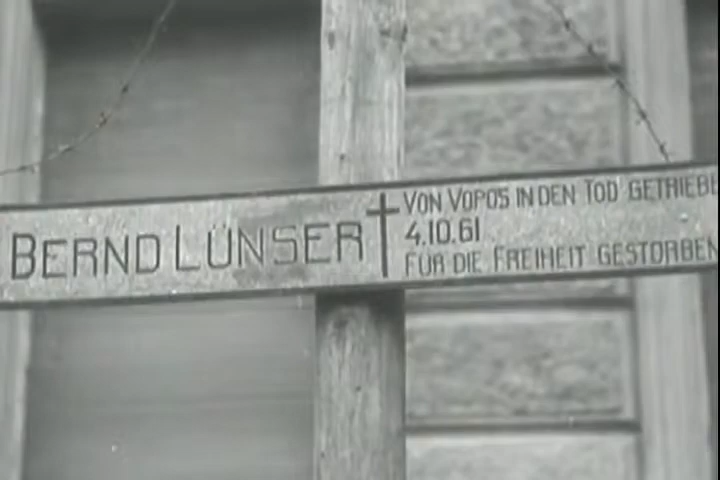 BERND LÜNSER
VON VOPOS IN DEN TOD GETRIEBE
4.10.61
FÜR DIE FREIHEIT GESTORBEN